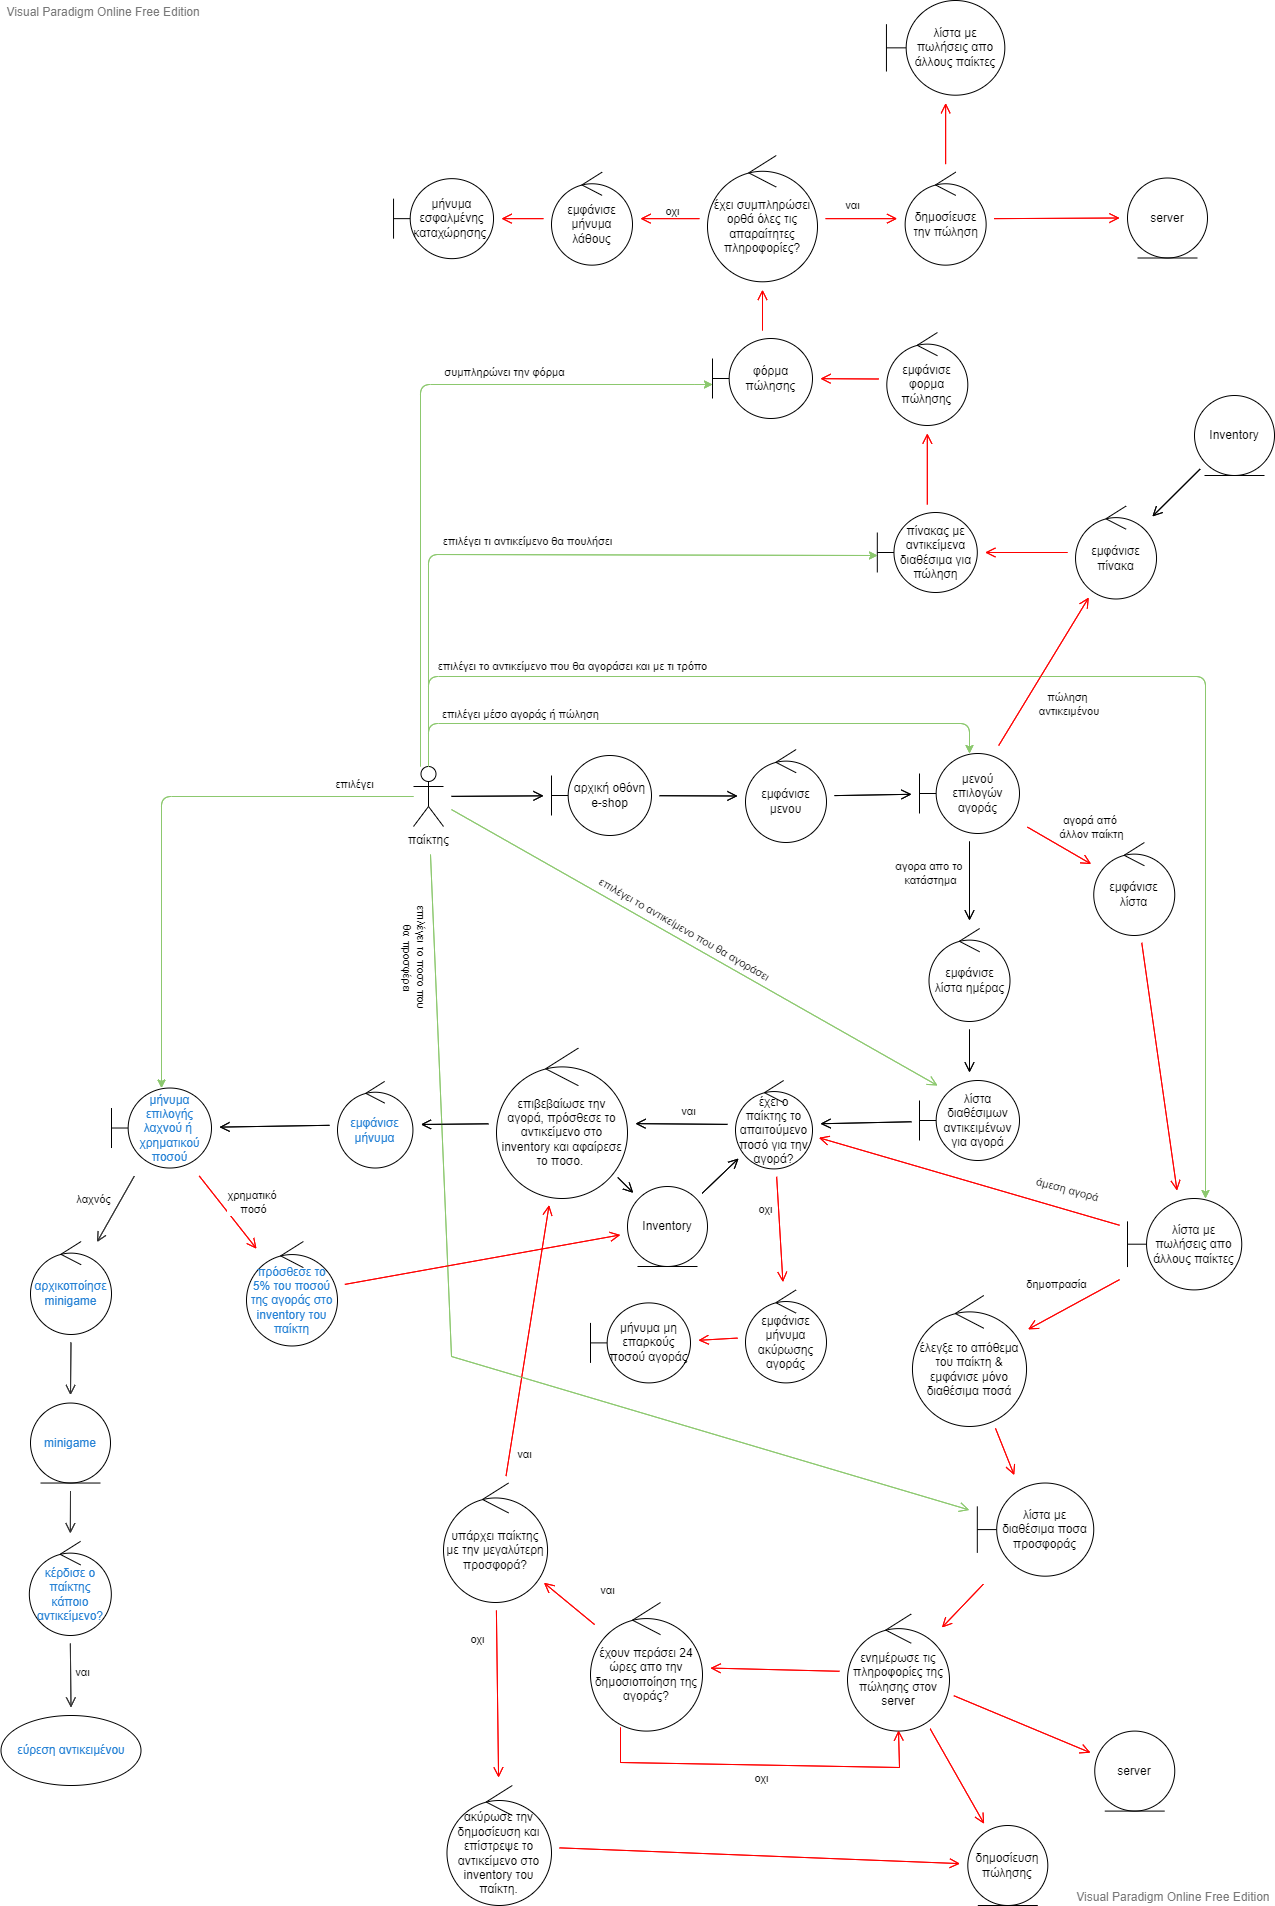 Visual Paradigm Online Free Edition
λίστα με
πωλήσεις απο
άλλους παίκτες
μήνυμα
εσφαλμένης
καταχώρησης
εμφάνισε
μήνυμα
λάθους
οχι
έχει συμπληρώσει
ορθά όλες τις
απαραίτητες
πληροφορίες?
ναι
δημοσίευσε
την πώληση
server
συμπληρώνει την φόρμα
φόρμα
πώλησης
εμφάνισε
φορμα
πώλησης
Inventory
επιλέγει τι αντικείμενο θα πουλήσει
πίνακας με
αντικείμενα
διαθέσιμα για
πώληση
εμφάνισε
πίνακα
επιλέγει το αντικείμενο που θα αγοράσει και με τι τρόπο
πώληση
αντικειμένου
επιλέγει μέσο αγοράς ή πώληση
επιλέγει
παίκτης
αρχική οθόνη
e-shop
εμφάνισε
μενου
μενού
επιλογών
αγοράς
αγορά από
άλλον παίκτη
αγορα απο το
κατάστημα
εμφάνισε
λίστα
επιλέγει το αντικείμενο που θα αγοράσει
επιλέγει το ποσο που
θα προσφέρει
εμφάνισε
λίστα ημέρας
μήνυμα
επιλογής
λαχνού ή
χρηματικού
ποσού
εμφάνισε
μήνυμα
επιβεβαίωσε την
αγορά, πρόσθεσε το
αντικείμενο στο
inventory και αφαίρεσε
το ποσο.
ναι
έχει ο
παίκτης το
απαιτούμενο
ποσό για την
αγορά?
λίστα
διαθέσιμων
αντικειμένων
για αγορά
άμεση αγορά
λαχνός
χρηματικό
ποσό
Inventory
οχι
λίστα με
πωλήσεις απο
άλλους παίκτες
αρχικοποίησε
minigame
πρόσθεσε το
5% του ποσού
της αγοράς στο
inventory του
παίκτη
δημοπρασία
μήνυμα μη
επαρκούς
ποσού αγοράς
εμφάνισε
μήνυμα
ακύρωσης
αγοράς
έλεγξε το απόθεμα
του παίκτη &
εμφάνισε μόνο
διαθέσιμα ποσά
minigame
ναι
υπάρχει παίκτης
με την μεγαλύτερη
προσφορά?
λίστα με
διαθέσιμα ποσα
προσφοράς
κέρδισε ο
παίκτης
κάποιο
αντικείμενο?
ναι
οχι
έχουν περάσει 24
ώρες απο την
δημοσιοποίηση της
αγοράς?
ενημέρωσε τις
πληροφορίες της
πώλησης στον
server
ναι
εύρεση αντικειμένου
οχι
server
ακύρωσε την
δημοσίευση και
επίστρεψε το
αντικείμενο στο
inventory του
παίκτη.
δημοσίευση
πώλησης
Visual Paradigm Online Free Edition